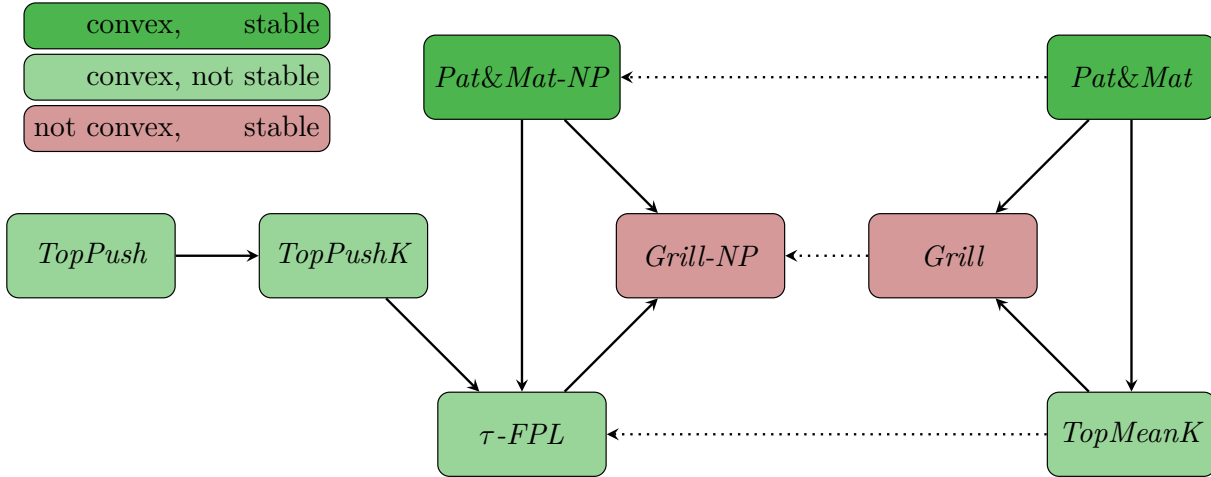 convex, stable
convex, not stable
not convex, stable
Pat&Mat-NP
Pat&Mat
TopPush
TopPushK
Grill-NP
Grill
τ-FPL
TopMeanK